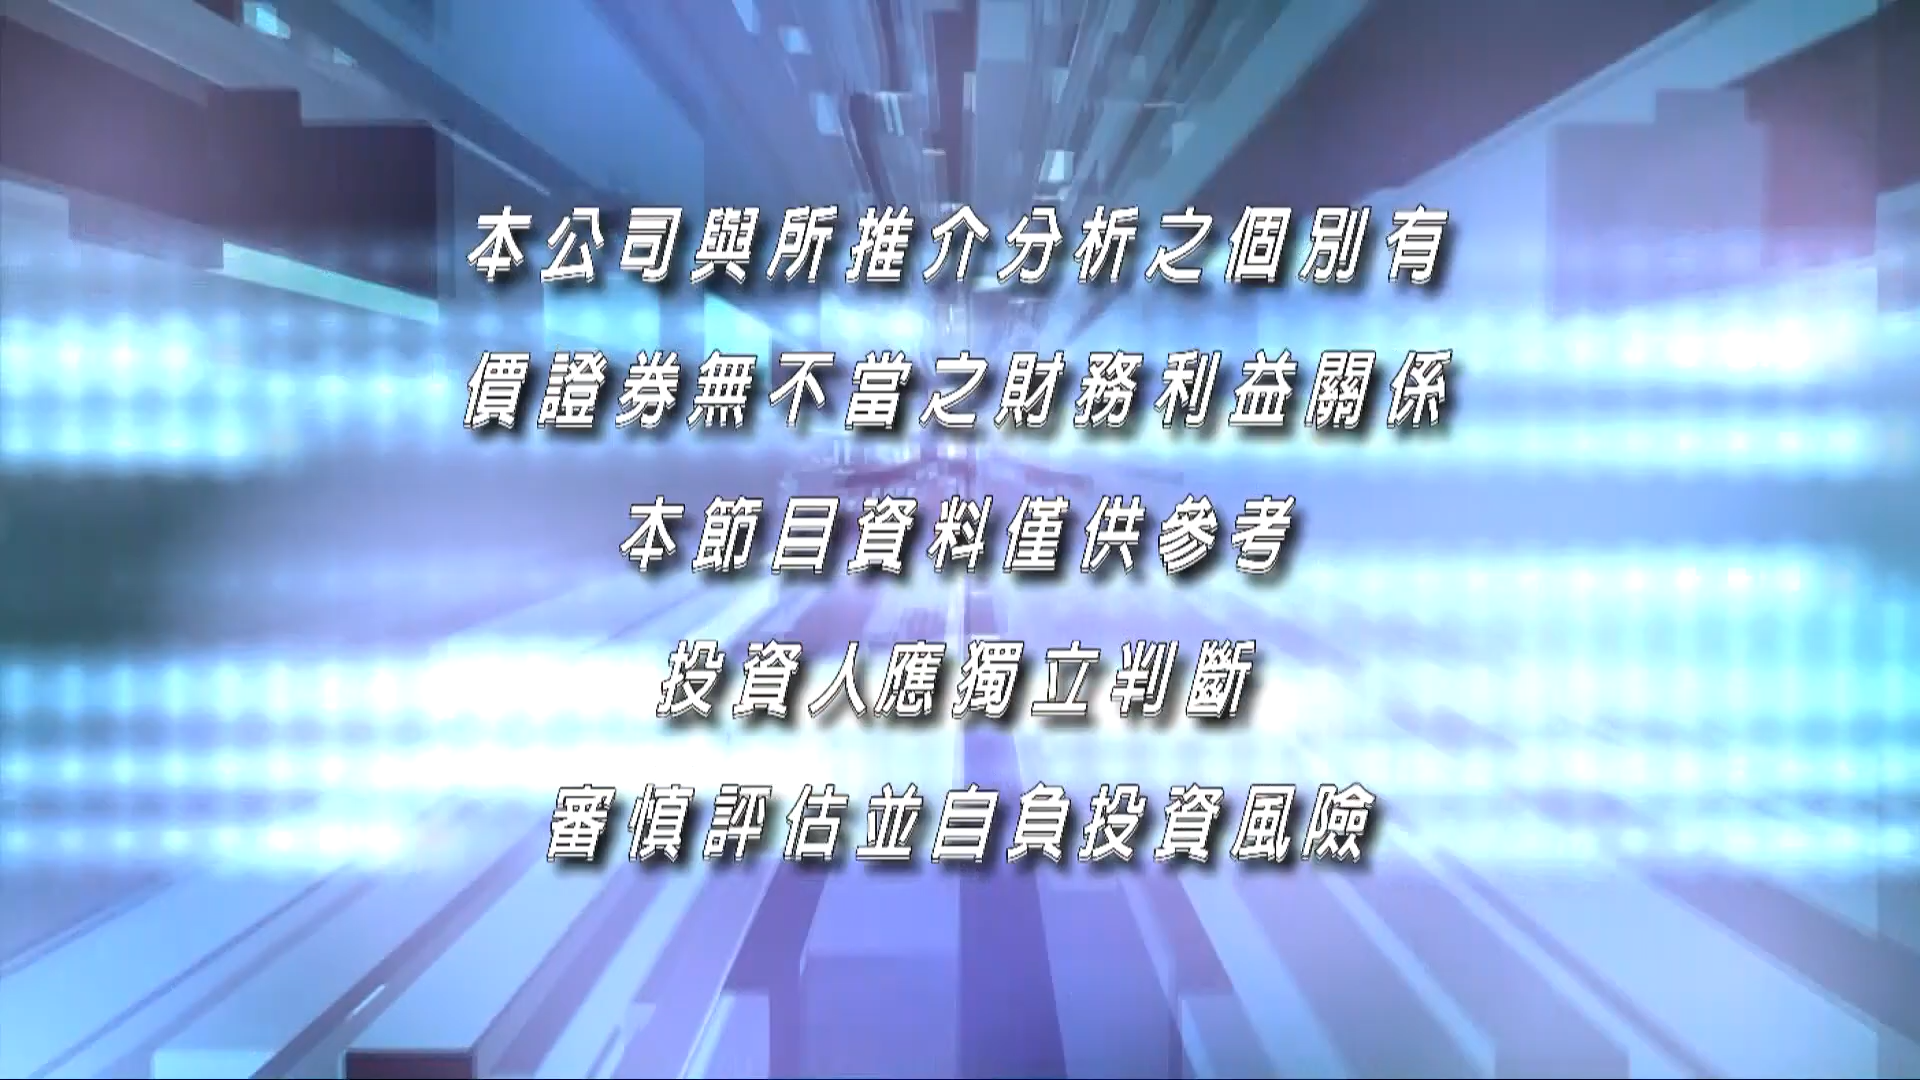 本公司與所推介分析之個別有
價證券無不當之財務利益關係
本節目資料僅供參考
投資人應獨立判斷
審慎評估並自負投資風險